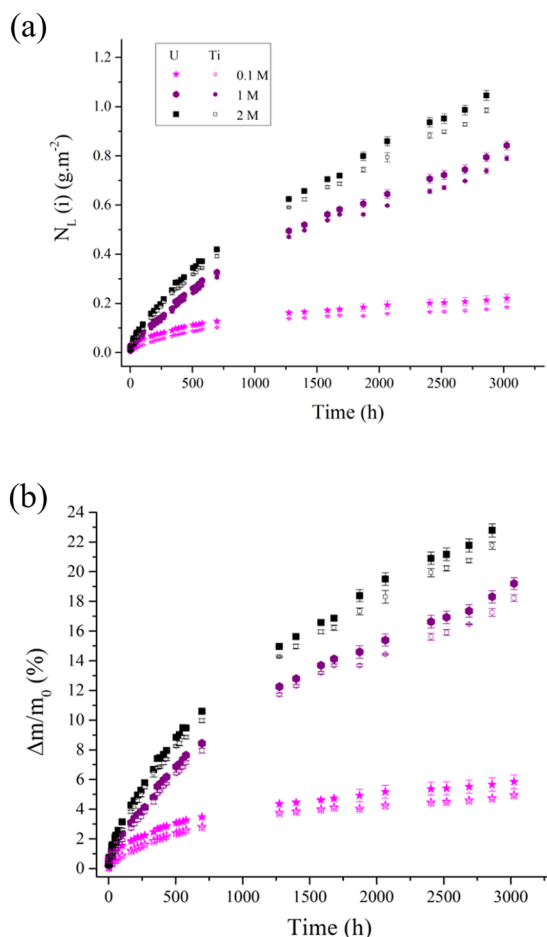 (a)
U Ti
0.1 M
1 M
2 M
1.2
1.0
0.8
0.6
0.4
0.2
0.0
N_L (i) (g.m^-2)
0 500 1000 1500 2000 2500 3000
Time (h)
(b)
24
22
20
18
16
14
12
10
8
6
4
2
0
Δm/m_0 (%)
0 500 1000 1500 2000 2500 3000
Time (h)